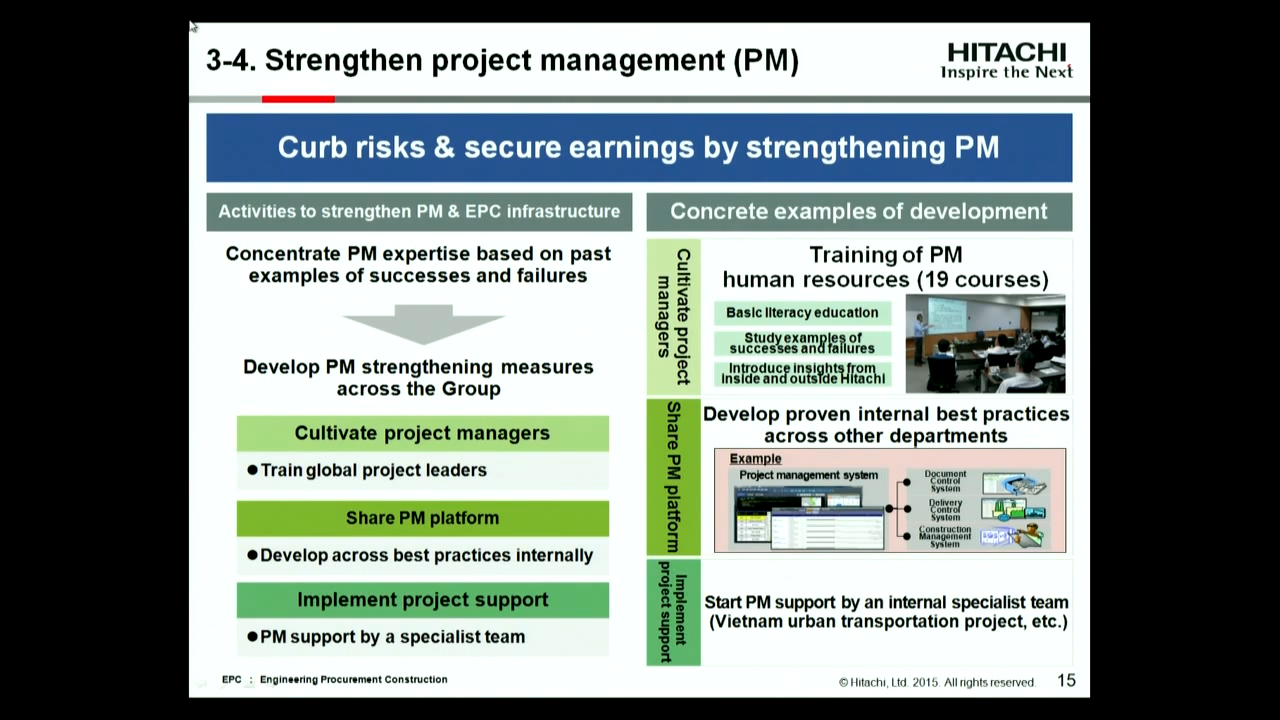 3-4. Strengthen project management (PM)
HITACHI
Inspire the Next
Curb risks & secure earnings by strengthening PM
Activities to strengthen PM & EPC infrastructure
Concentrate PM expertise based on past
examples of successes and failures
Develop PM strengthening measures
across the Group
Cultivate project managers
●Train global project leaders
Share PM platform
●Develop across best practices internally
Implement project support
●PM support by a specialist team
Concrete examples of development
Cultivate project
managers
Training of PM
human resources (19 courses)
Basic literacy education
Study examples of
successes and failures
Introduce insights from
inside and outside Hitachi
Share PM platform
Develop proven internal best practices
across other departments
Example
Project management system
Document
Control
System
Delivery
Control
System
Construction
Management
System
Implement
project support
Start PM support by an internal specialist team
(Vietnam urban transportation project, etc.)
EPC : Engineering Procurement Construction
© Hitachi, Ltd. 2015. All rights reserved.
15